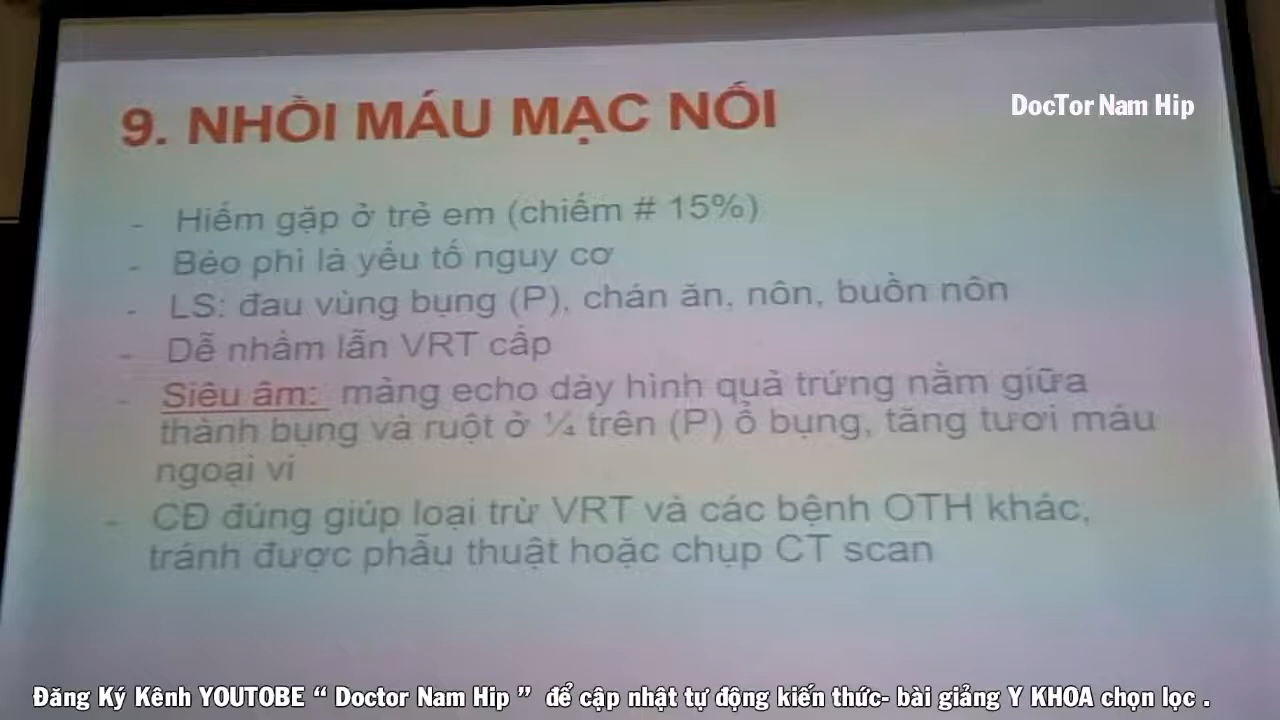 DocTor Nam Hip
9. NHỒI MÁU MẠC NỐI
- Hiếm gặp ở trẻ em (chiếm # 15%)
- Béo phì là yếu tố nguy cơ
- LS: đau vùng bụng (P), chán ăn, nôn, buồn nôn
- Dễ nhầm lẫn VRT cấp
- Siêu âm: mảng echo dày hình quả trứng nằm giữa
thành bụng và ruột ở ¼ trên (P) ổ bụng, tăng tưới máu
ngoại vi
- CĐ đúng giúp loại trừ VRT và các bệnh OTH khác,
tránh được phẫu thuật hoặc chụp CT scan
Đăng Ký Kênh YOUTOBE “ Doctor Nam Hip ” để cập nhật tự động kiến thức- bài giảng Y KHOA chọn lọc .